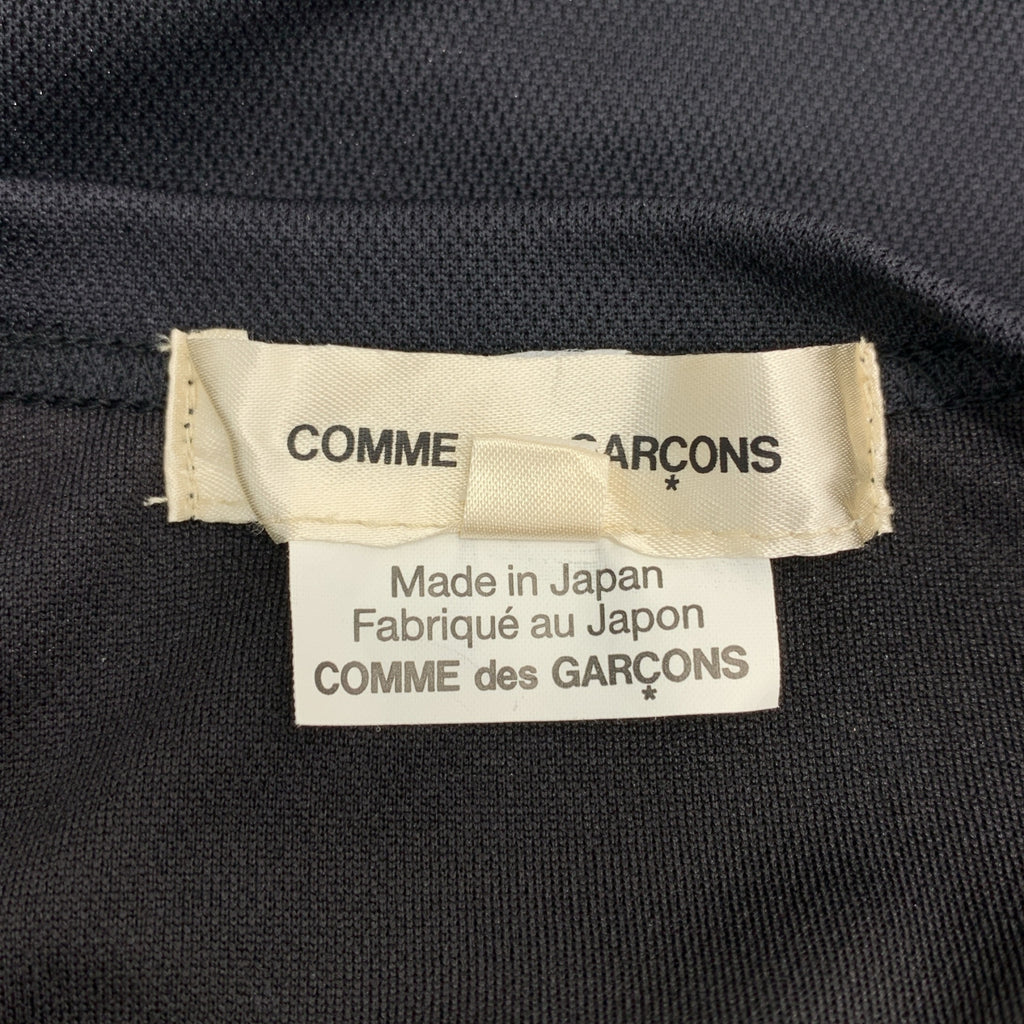 COMME GARÇONS
*
Made in Japan
Fabriqué au Japon
COMME des GARÇONS
*